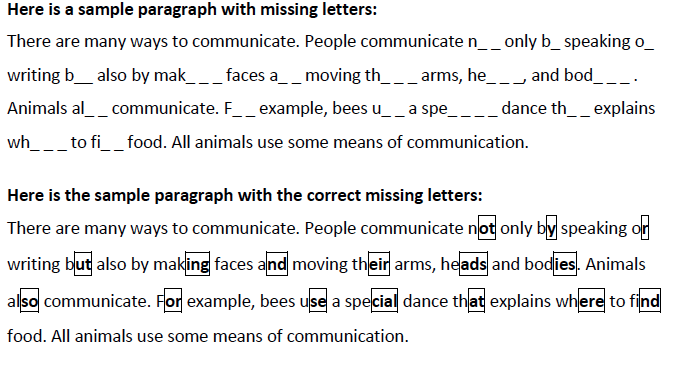 Here is a sample paragraph with missing letters:
There are many ways to communicate. People communicate n_ _ only b_ speaking o_
writing b__ also by mak_ _ _ faces a_ _ moving th_ _ _ arms, he_ _ _, and bod_ _ _ .
Animals al_ _ communicate. F_ _ example, bees u_ _ a spe_ _ _ _ dance th_ _ explains
wh_ _ _ to fi_ _ food. All animals use some means of communication.
Here is the sample paragraph with the correct missing letters:
There are many ways to communicate. People communicate not only by speaking or
writing but also by making faces and moving their arms, heads and bodies. Animals
also communicate. For example, bees use a special dance that explains where to find
food. All animals use some means of communication.